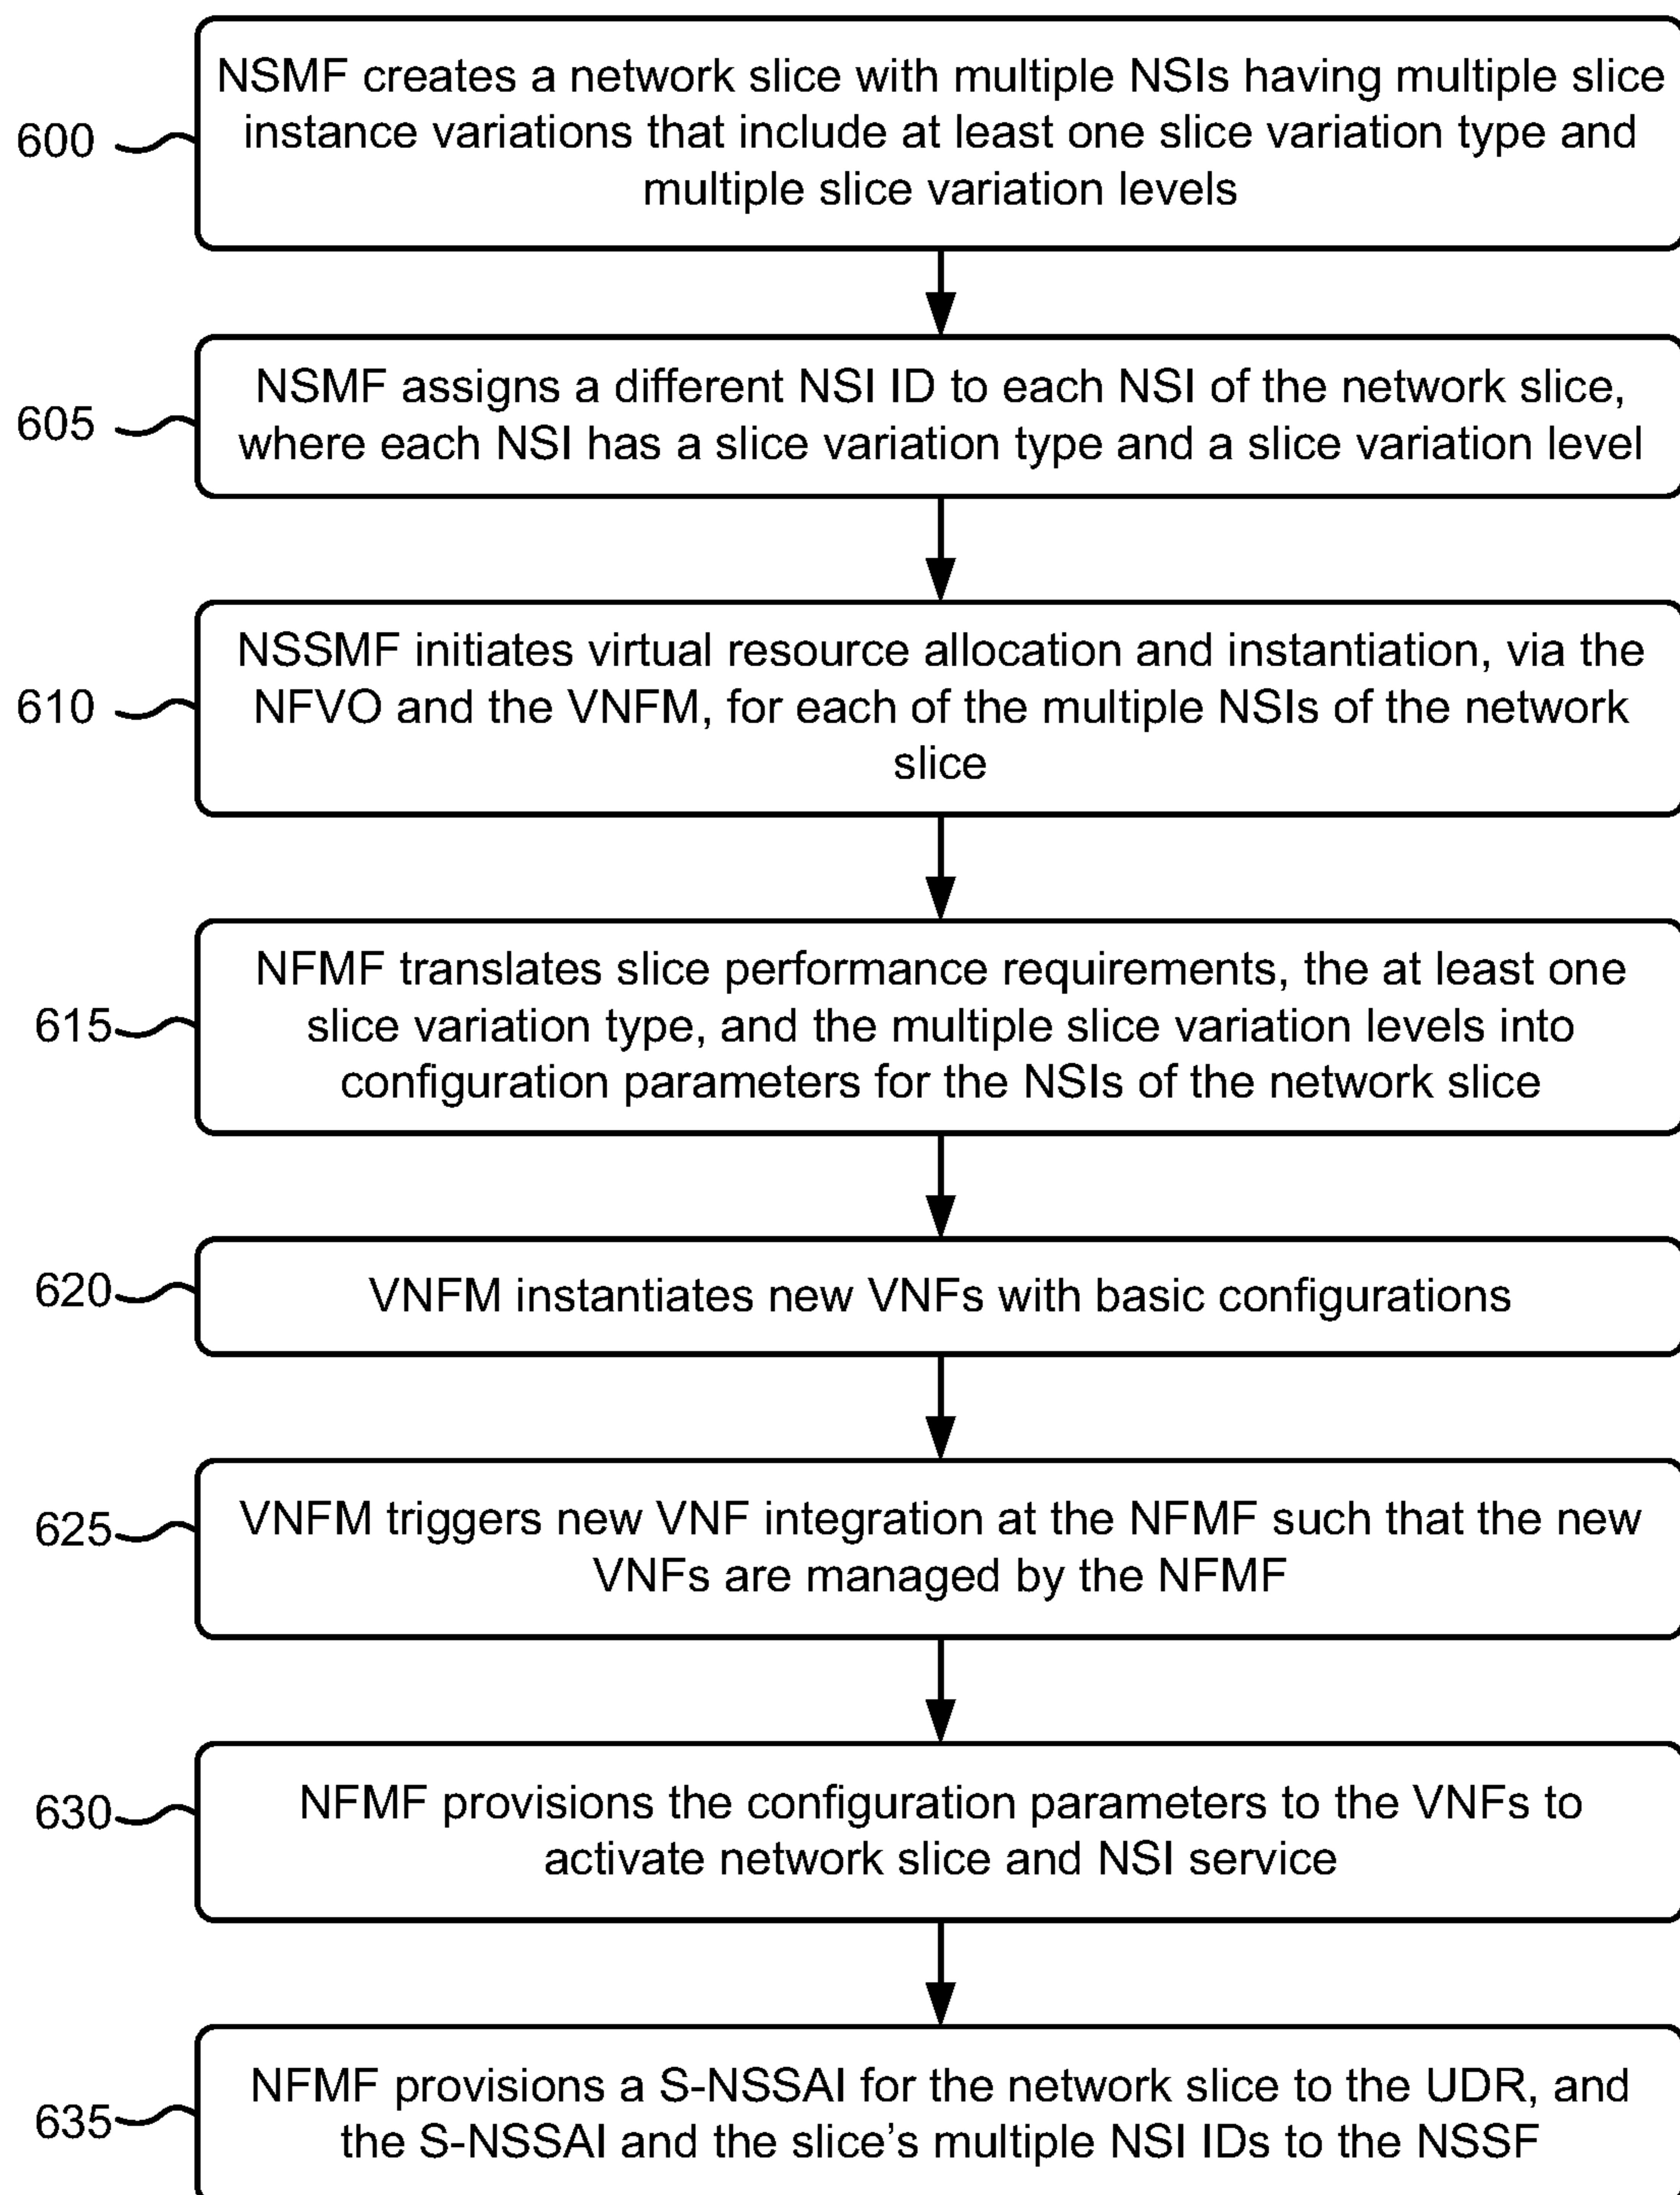 600
NSMF creates a network slice with multiple NSIs having multiple slice
instance variations that include at least one slice variation type and
multiple slice variation levels
605
NSMF assigns a different NSI ID to each NSI of the network slice,
where each NSI has a slice variation type and a slice variation level
610
NSSMF initiates virtual resource allocation and instantiation, via the
NFVO and the VNFM, for each of the multiple NSIs of the network
slice
615
NFMF translates slice performance requirements, the at least one
slice variation type, and the multiple slice variation levels into
configuration parameters for the NSIs of the network slice
620
VNFM instantiates new VNFs with basic configurations
625
VNFM triggers new VNF integration at the NFMF such that the new
VNFs are managed by the NFMF
630
NFMF provisions the configuration parameters to the VNFs to
activate network slice and NSI service
635
NFMF provisions a S-NSSAI for the network slice to the UDR, and
the S-NSSAI and the slice’s multiple NSI IDs to the NSSF